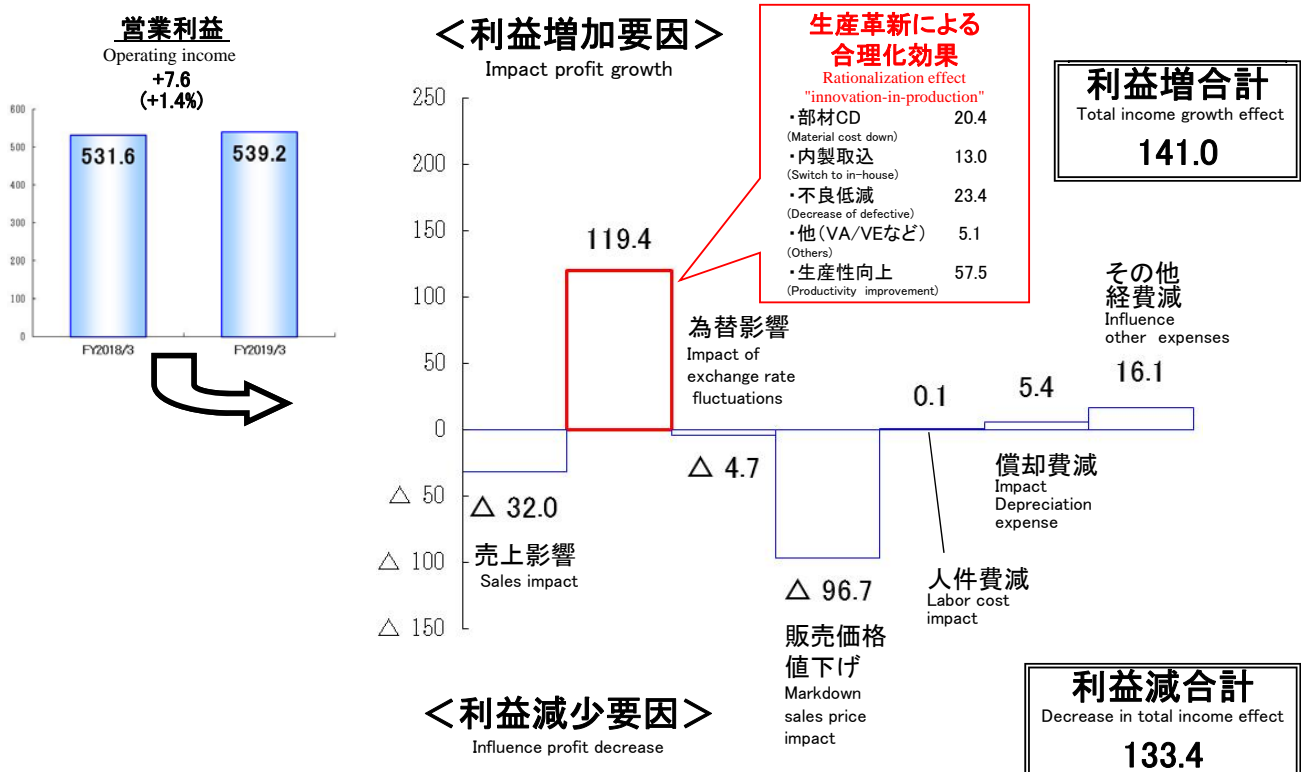 営業利益
Operating income
+7.6
(+1.4%)
600
500
400
300
200
100
0
531.6
539.2
FY2018/3
FY2019/3
＜利益増加要因＞
Impact profit growth
生産革新による
合理化効果
Rationalization effect
"innovation-in-production"
・部材CD 20.4
(Material cost down)
・内製取込 13.0
(Switch to in-house)
・不良低減 23.4
(Decrease of defective)
・他（VA/VEなど） 5.1
(Others)
・生産性向上 57.5
(Productivity improvement)
利益増合計
Total income growth effect
141.0
250
200
150
100
50
0
△ 50
△ 100
△ 150
119.4
為替影響
Impact of
exchange rate
fluctuations
その他
経費減
Influence
other expenses
16.1
5.4
0.1
△ 32.0
売上影響
Sales impact
△ 4.7
△ 96.7
販売価格
値下げ
Markdown
sales price
impact
人件費減
Labor cost
impact
償却費減
Impact
Depreciation
expense
＜利益減少要因＞
Influence profit decrease
利益減合計
Decrease in total income effect
133.4